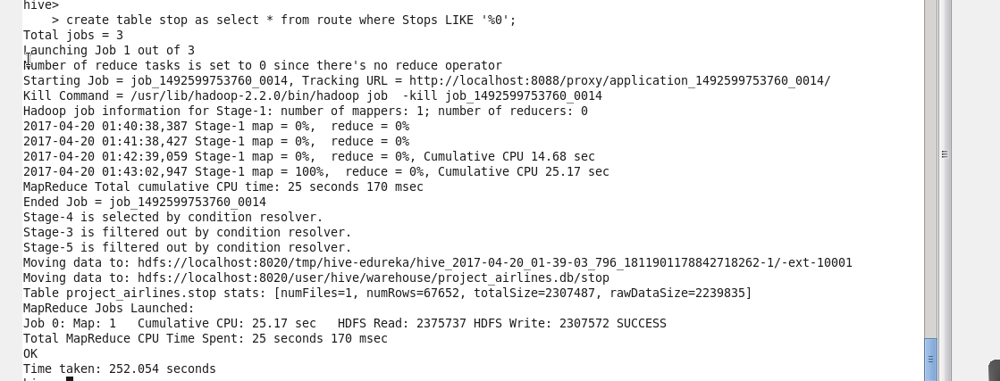 hive>
    > create table stop as select * from route where Stops LIKE '%0';
Total jobs = 3
Launching Job 1 out of 3
Number of reduce tasks is set to 0 since there's no reduce operator
Starting Job = job_1492599753760_0014, Tracking URL = http://localhost:8088/proxy/application_1492599753760_0014/
Kill Command = /usr/lib/hadoop-2.2.0/bin/hadoop job  -kill job_1492599753760_0014
Hadoop job information for Stage-1: number of mappers: 1; number of reducers: 0
2017-04-20 01:40:38,387 Stage-1 map = 0%,  reduce = 0%
2017-04-20 01:41:38,427 Stage-1 map = 0%,  reduce = 0%
2017-04-20 01:42:39,059 Stage-1 map = 0%,  reduce = 0%, Cumulative CPU 14.68 sec
2017-04-20 01:43:02,947 Stage-1 map = 100%,  reduce = 0%, Cumulative CPU 25.17 sec
MapReduce Total cumulative CPU time: 25 seconds 170 msec
Ended Job = job_1492599753760_0014
Stage-4 is selected by condition resolver.
Stage-3 is filtered out by condition resolver.
Stage-5 is filtered out by condition resolver.
Moving data to: hdfs://localhost:8020/tmp/hive-edureka/hive_2017-04-20_01-39-03_796_1811901178842718262-1/-ext-10001
Moving data to: hdfs://localhost:8020/user/hive/warehouse/project_airlines.db/stop
Table project_airlines.stop stats: [numFiles=1, numRows=67652, totalSize=2307487, rawDataSize=2239835]
MapReduce Jobs Launched:
Job 0: Map: 1   Cumulative CPU: 25.17 sec   HDFS Read: 2375737 HDFS Write: 2307572 SUCCESS
Total MapReduce CPU Time Spent: 25 seconds 170 msec
OK
Time taken: 252.054 seconds